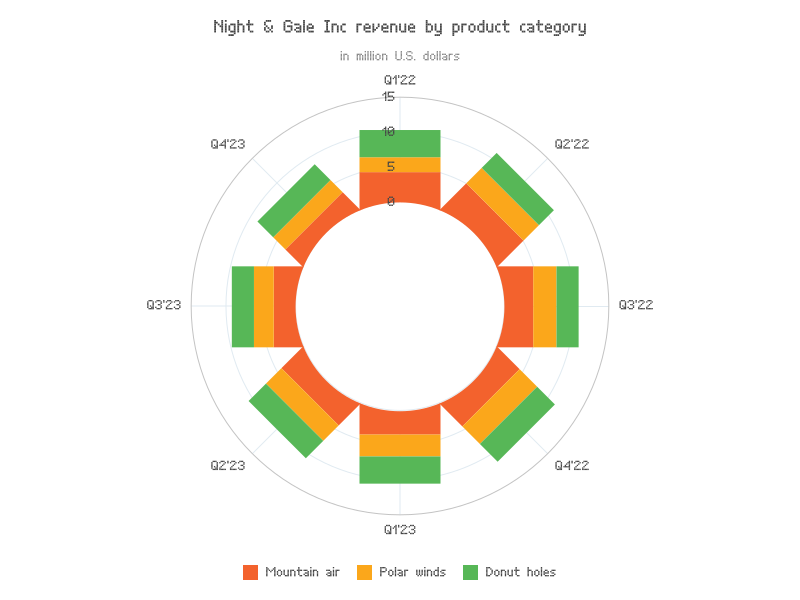 Night & Gale Inc revenue by product category
in million U.S. dollars
Q1'22
15
10
5
0
Q4'23
Q2'22
Q3'23
Q3'22
Q2'23
Q4'22
Q1'23
Mountain air
Polar winds
Donut holes